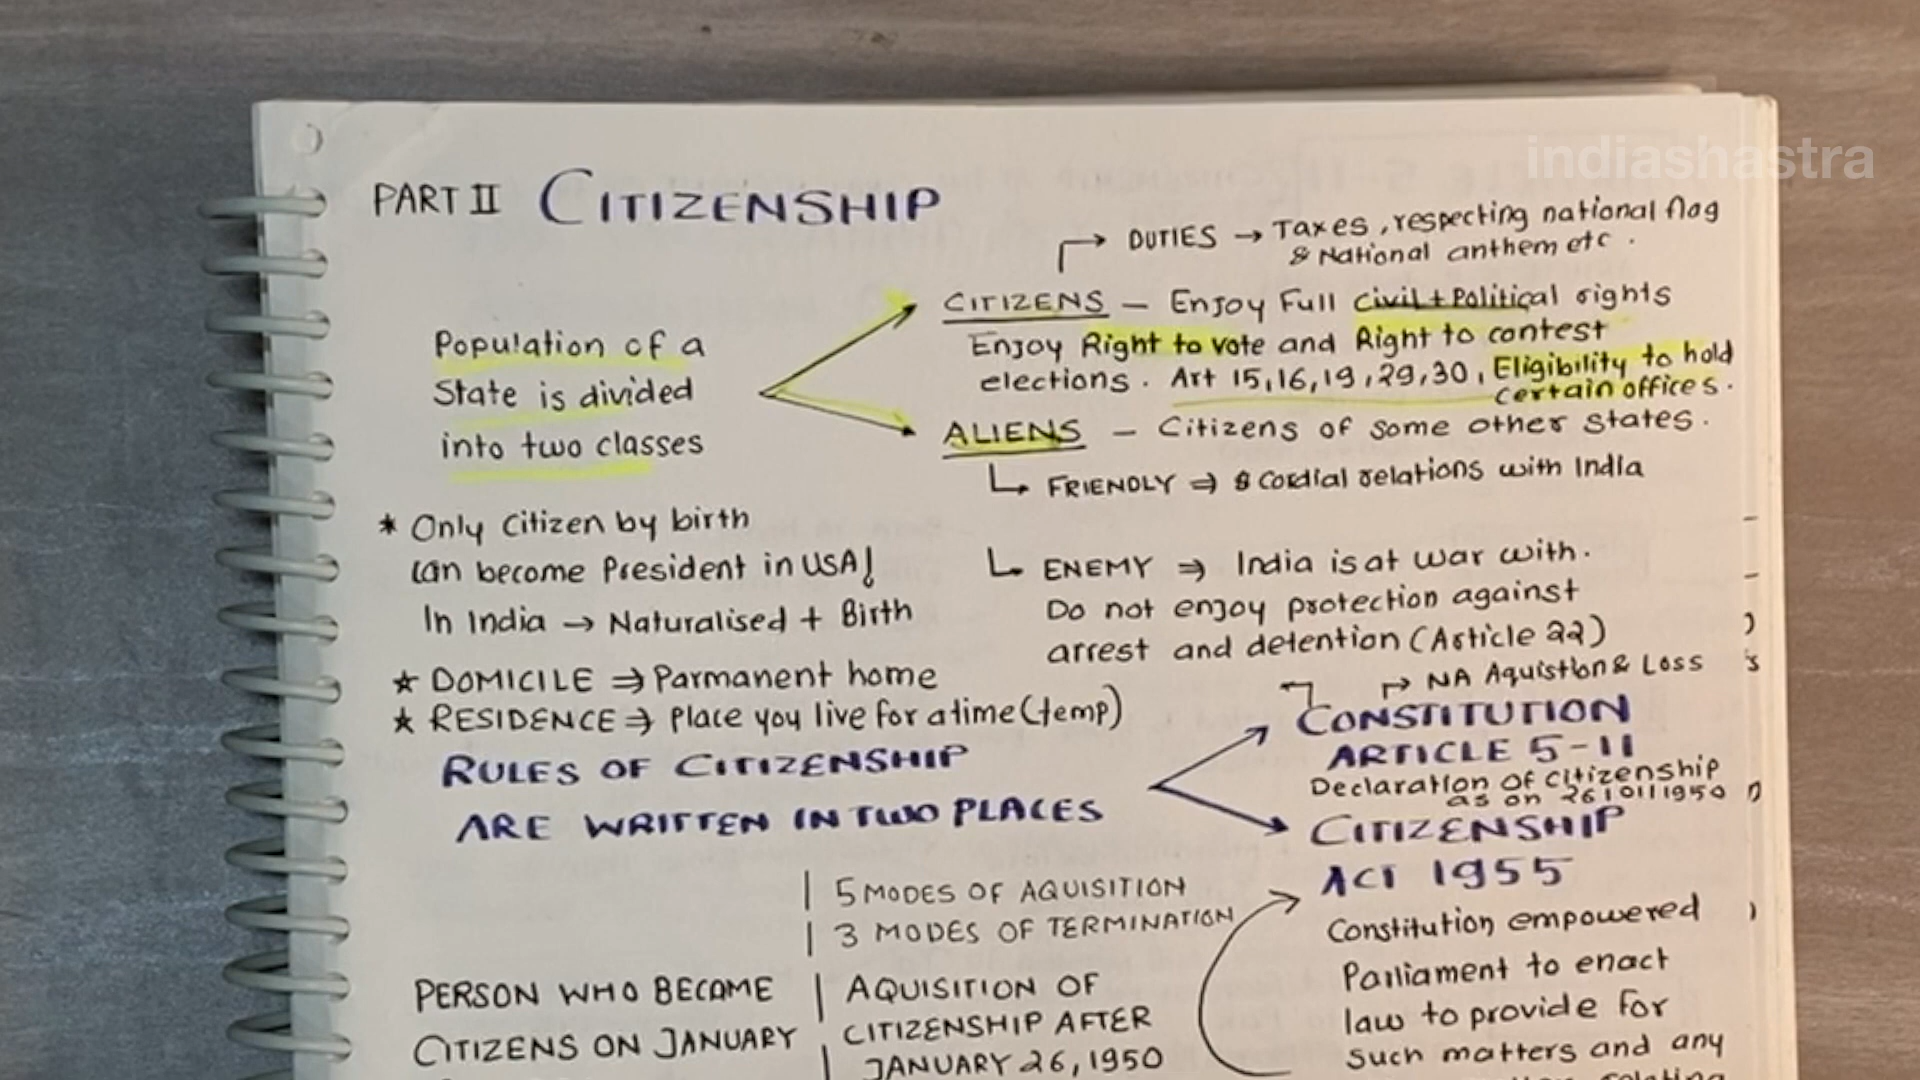 indiashastra
PART II CITIZENSHIP
DUTIES → Taxes, respecting national flag
& National anthem etc.
Population of a
State is divided
into two classes
CITIZENS — Enjoy Full civil + Political rights
Enjoy Right to vote and Right to contest
elections. Art 15, 16, 19, 29, 30, Eligibility to hold
certain offices.
ALIENS — Citizens of some other states.
FRIENDLY ⇒ Cordial relations with India
ENEMY ⇒ India is at war with.
Do not enjoy protection against
arrest and detention (Article 22)
* Only citizen by birth
can become President in USA!
In India → Naturalised + Birth
★ DOMICILE ⇒ Parmanent home
★ RESIDENCE ⇒ Place you live for a time (temp)
RULES OF CITIZENSHIP
ARE WRITTEN IN TWO PLACES
NA Aquistion & Loss
CONSTITUTION
ARTICLE 5-11
Declaration of citizenship
as on 26|01|1950
CITIZENSHIP
ACT 1955
Constitution empowered
Parliament to enact
law to provide for
such matters and any
5 MODES OF AQUISITION
3 MODES OF TERMINATION
PERSON WHO BECOME
CITIZENS ON JANUARY
AQUISITION OF
CITIZENSHIP AFTER
JANUARY 26, 1950